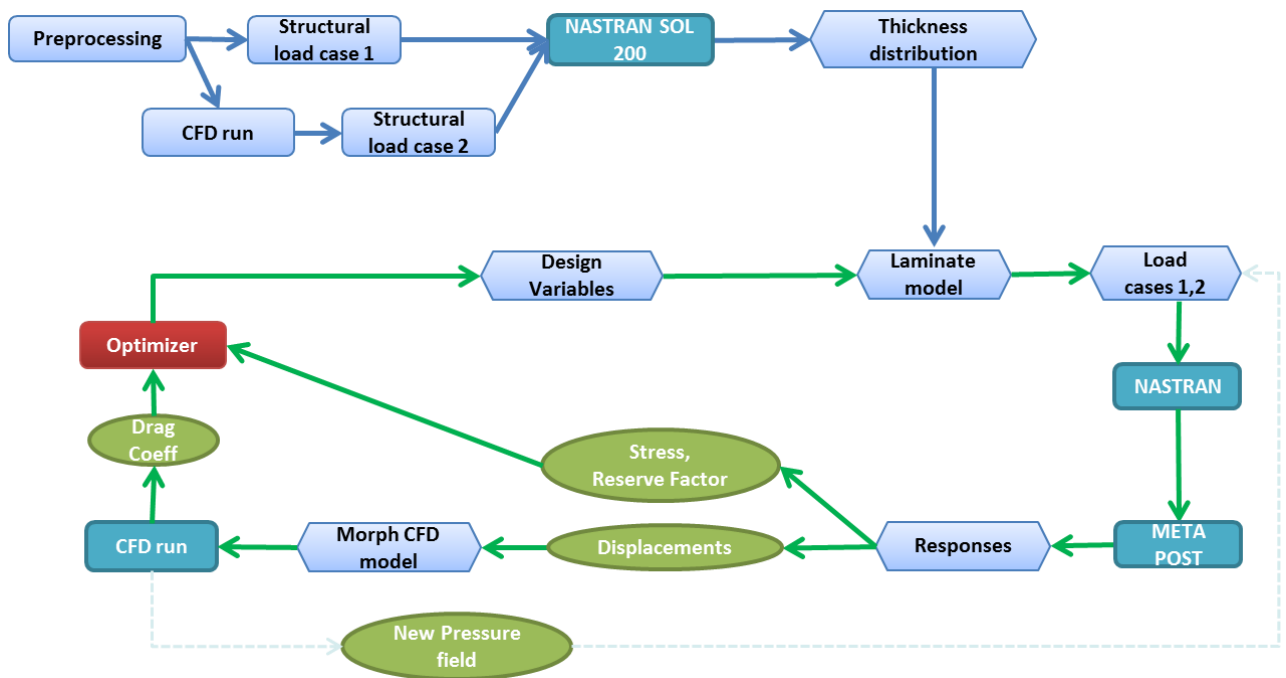 Preprocessing
Structural
load case 1
NASTRAN SOL
200
Thickness
distribution
CFD run
Structural
load case 2
Design
Variables
Laminate
model
Load
cases 1,2
Optimizer
NASTRAN
Drag
Coeff
Stress,
Reserve Factor
CFD run
Morph CFD
model
Displacements
Responses
META
POST
New Pressure
field